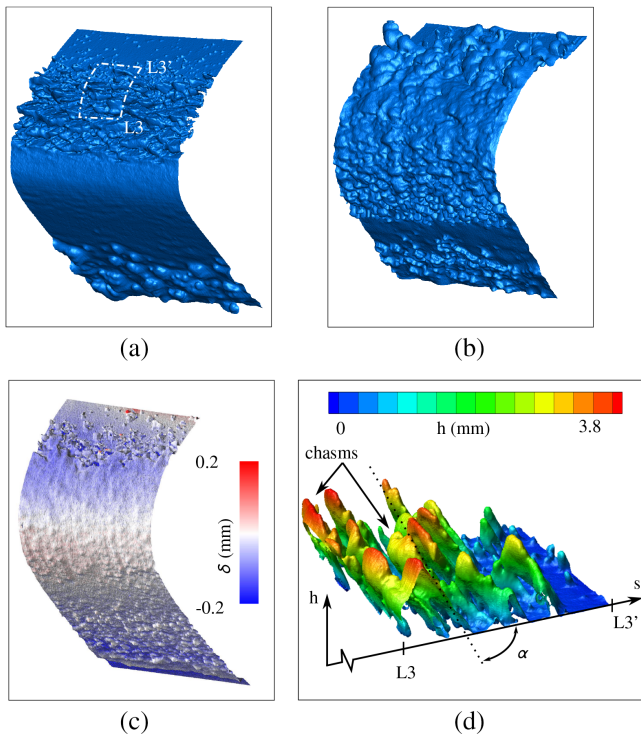 L3'
L3
(a)
(b)
0.2
δ (mm)
-0.2
(c)
0
h (mm)
3.8
chasms
h
s
L3
L3'
α
(d)